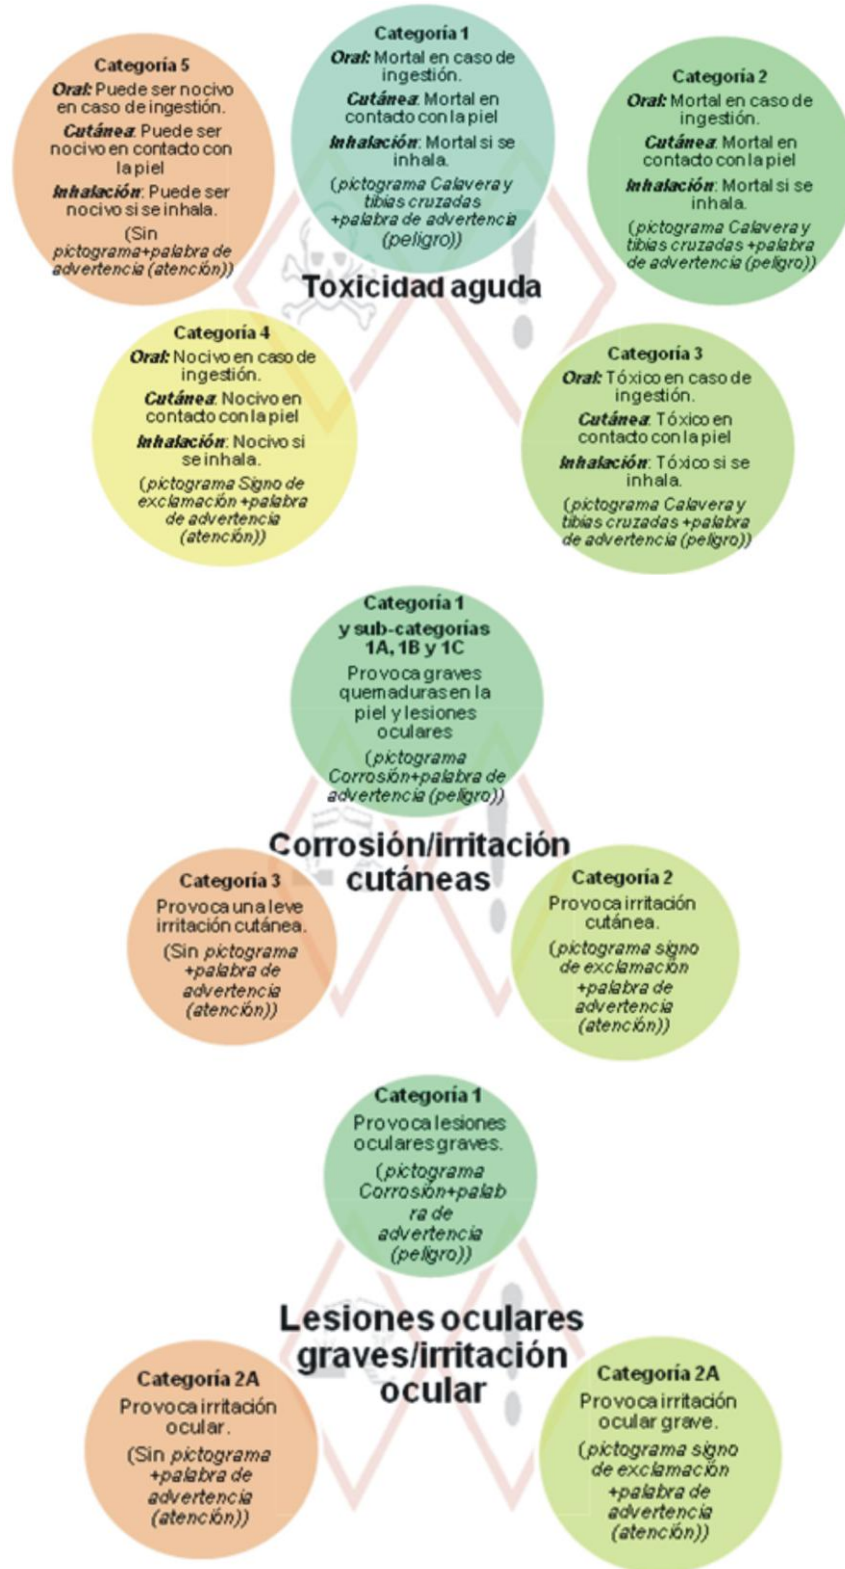 Categoría 1
Oral: Mortal en caso de
ingestión.
Cutánea: Mortal en
contacto con la piel
Inhalación: Mortal si se
inhala.
(pictograma Calavera y
tibias cruzadas
+palabra de advertencia
(peligro))
Categoría 5
Oral: Puede ser nocivo
en caso de ingestión.
Cutánea: Puede ser
nocivo en contacto con
la piel
Inhalación: Puede ser
nocivo si se inhala.
(Sin
pictograma+palabra de
advertencia (atención))
Categoría 2
Oral: Mortal en caso de
ingestión.
Cutánea: Mortal en
contacto con la piel
Inhalación: Mortal si se
inhala.
(pictograma Calavera y
tibias cruzadas +palabra
de advertencia (peligro))
Toxicidad aguda
Categoría 4
Oral: Nocivo en caso de
ingestión.
Cutánea: Nocivo en
contacto con la piel
Inhalación: Nocivo si
se inhala.
(pictograma Signo de
exclamación +palabra
de advertencia
(atención))
Categoría 3
Oral: Tóxico en caso de
ingestión.
Cutánea: Tóxico en
contacto con la piel
Inhalación: Tóxico si se
inhala.
(pictograma Calavera y
tibias cruzadas +palabra
de advertencia (peligro))
Categoría 1
y sub-categorías
1A, 1B y 1C
Provoca graves
quemaduras en la
piel y lesiones
oculares
(pictograma
Corrosión+palabra de
advertencia (peligro))
Corrosión/irritación
cutáneas
Categoría 3
Provoca una leve
irritación cutánea.
(Sin pictograma
+palabra de
advertencia
(atención))
Categoría 2
Provoca irritación
cutánea.
(pictograma signo
de exclamación
+palabra de
advertencia
(atención))
Categoría 1
Provoca lesiones
oculares graves.
(pictograma
Corrosión+palab
ra de
advertencia
(peligro))
Lesiones oculares
graves/irritación
ocular
Categoría 2A
Provoca irritación
ocular.
(Sin pictograma
+palabra de
advertencia
(atención))
Categoría 2A
Provoca irritación
ocular grave.
(pictograma signo
de exclamación
+palabra de
advertencia
(atención))